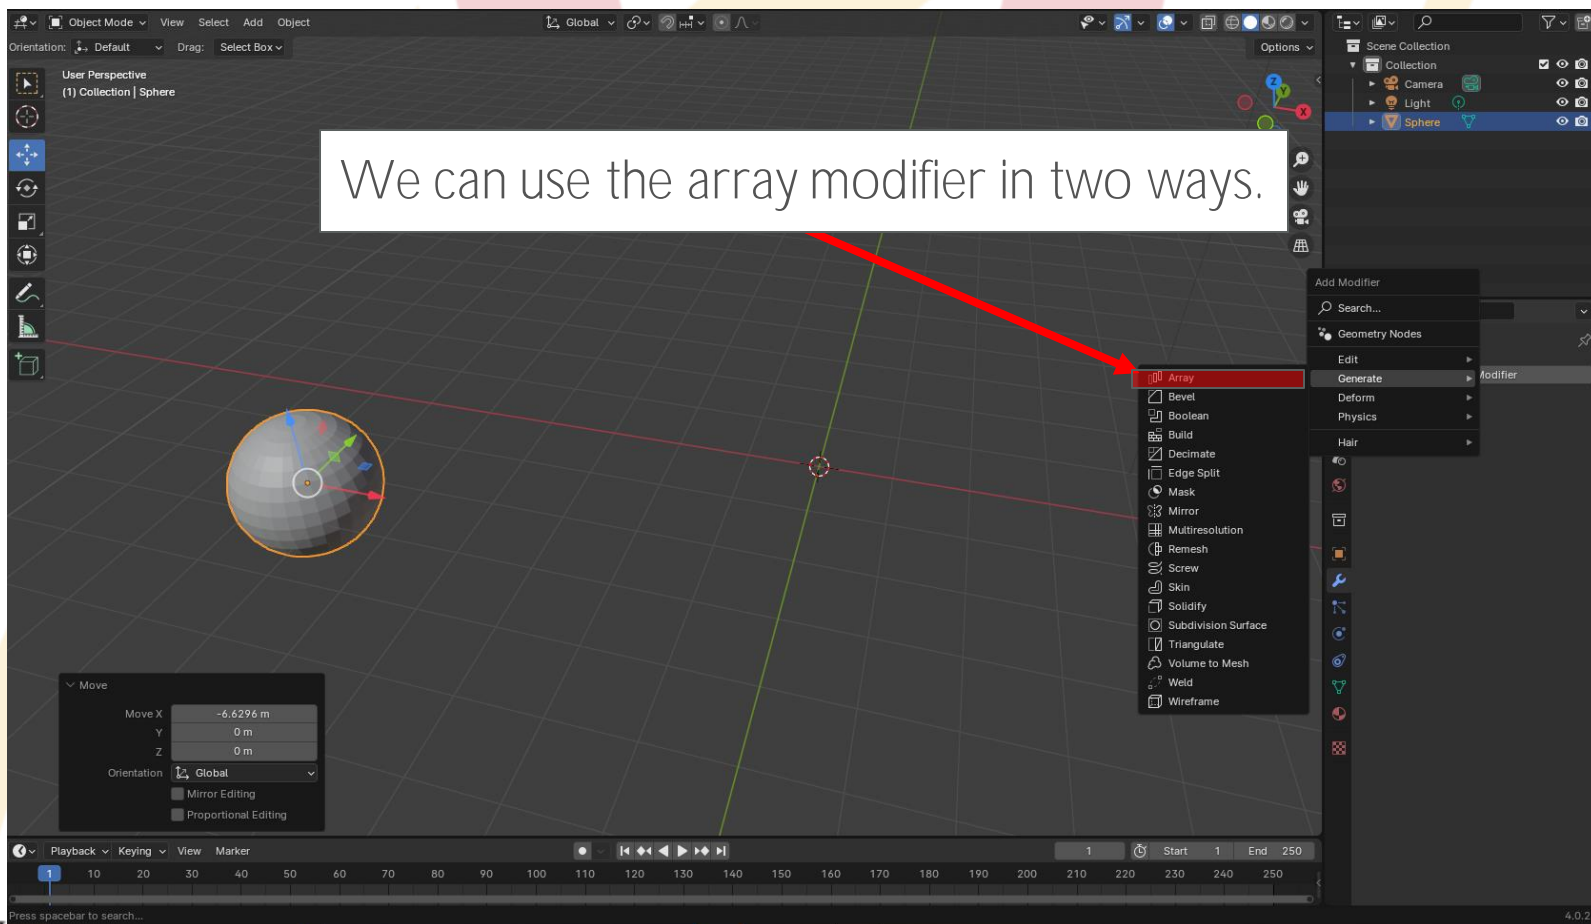 Object Mode View Select Add Object Global
Orientation: Default Drag: Select Box Options
User Perspective
(1) Collection | Sphere
Z
Y
X
Scene Collection
Collection
Camera
Light
Sphere
We can use the array modifier in two ways.
Add Modifier
Search...
Geometry Nodes
Edit
Generate
Deform
Physics
Hair
Modifier
Array
Bevel
Boolean
Build
Decimate
Edge Split
Mask
Mirror
Multiresolution
Remesh
Screw
Skin
Solidify
Subdivision Surface
Triangulate
Volume to Mesh
Weld
Wireframe
Move
Move X -6.6296 m
Y 0 m
Z 0 m
Orientation Global
Mirror Editing
Proportional Editing
Playback Keying View Marker 1 Start 1 End 250
1 10 20 30 40 50 60 70 80 90 100 110 120 130 140 150 160 170 180 190 200 210 220 230 240 250
Press spacebar to search... 4.0.2